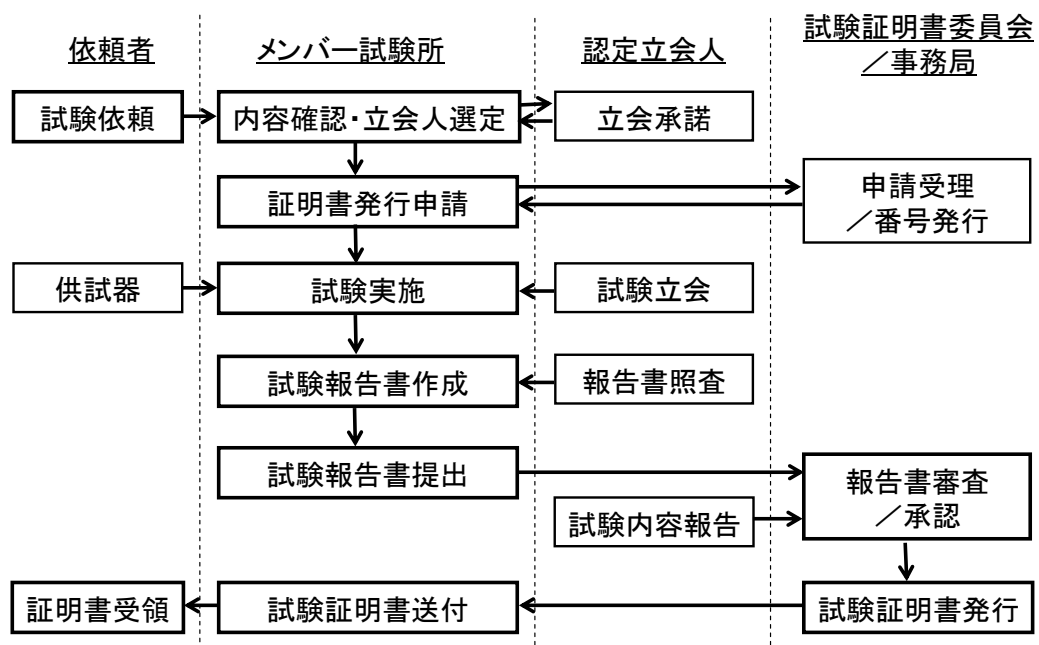 依頼者
メンバー試験所
認定立会人
試験証明書委員会
／事務局
試験依頼
内容確認・立会人選定
立会承諾
証明書発行申請
申請受理
／番号発行
供試器
試験実施
試験立会
試験報告書作成
報告書照査
試験報告書提出
報告書審査
／承認
試験内容報告
証明書受領
試験証明書送付
試験証明書発行